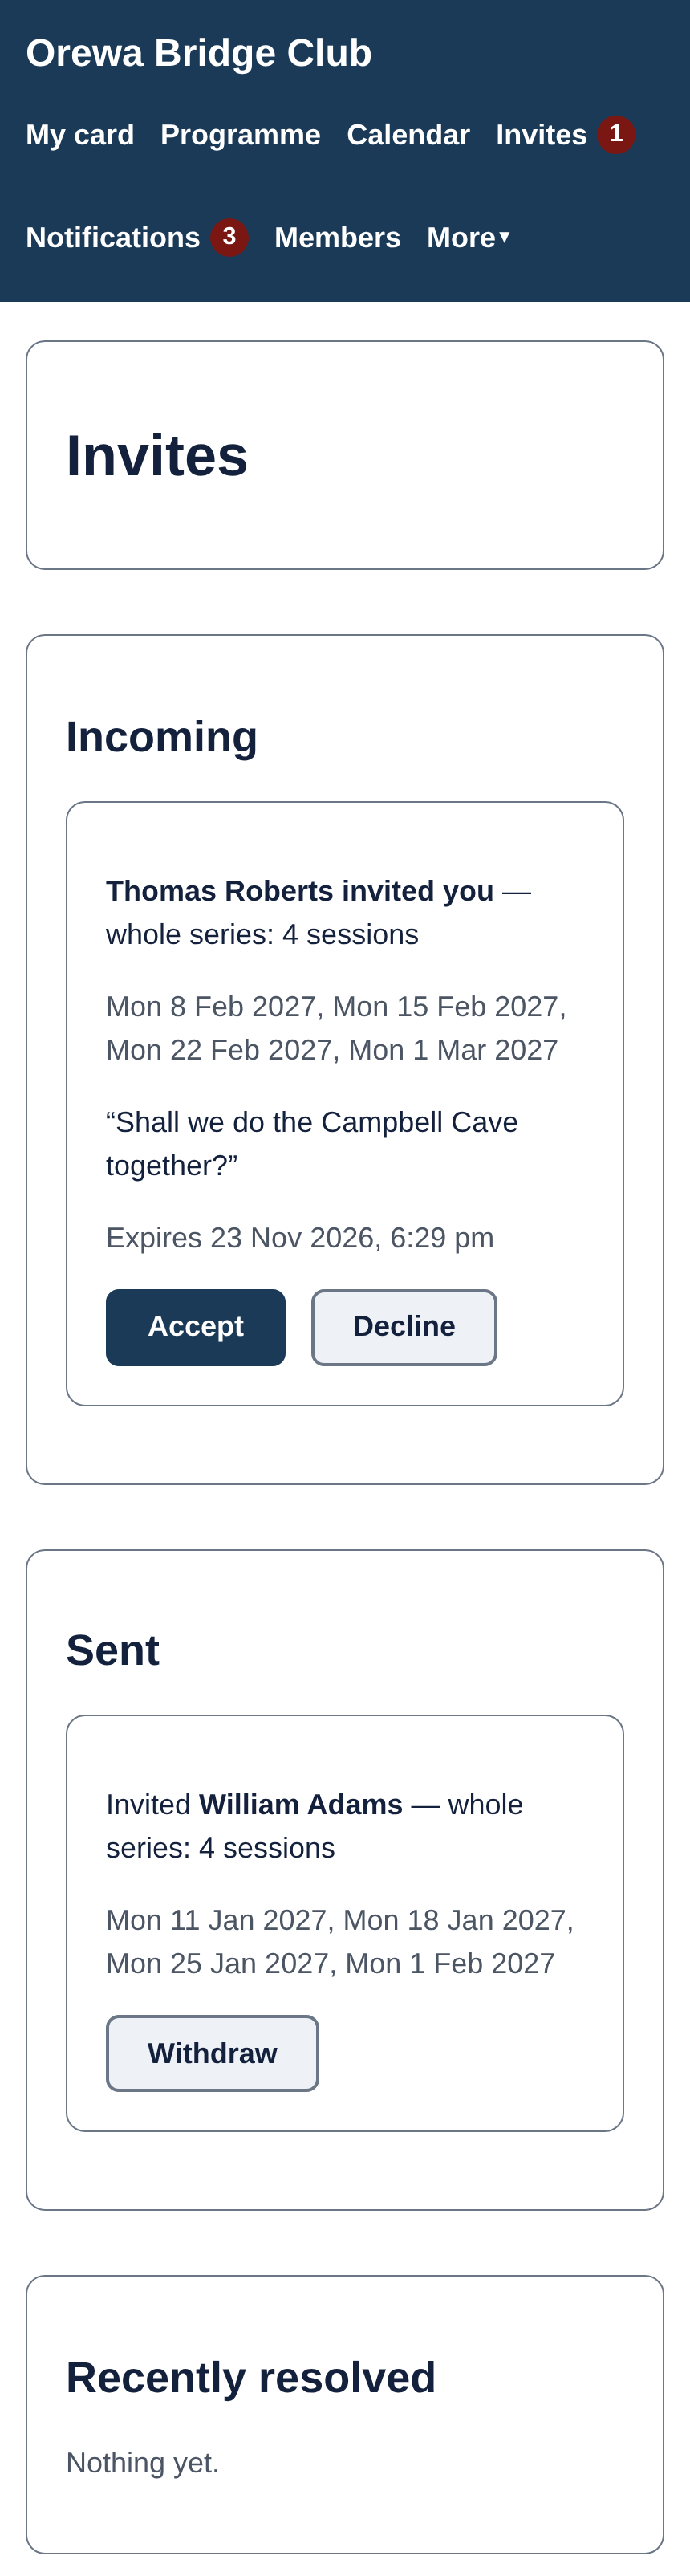 Orewa Bridge Club
My card Programme Calendar Invites 1
Notifications 3 Members More ▾
Invites
Incoming
Thomas Roberts invited you —
whole series: 4 sessions
Mon 8 Feb 2027, Mon 15 Feb 2027,
Mon 22 Feb 2027, Mon 1 Mar 2027
“Shall we do the Campbell Cave
together?”
Expires 23 Nov 2026, 6:29 pm
Accept Decline
Sent
Invited William Adams — whole
series: 4 sessions
Mon 11 Jan 2027, Mon 18 Jan 2027,
Mon 25 Jan 2027, Mon 1 Feb 2027
Withdraw
Recently resolved
Nothing yet.